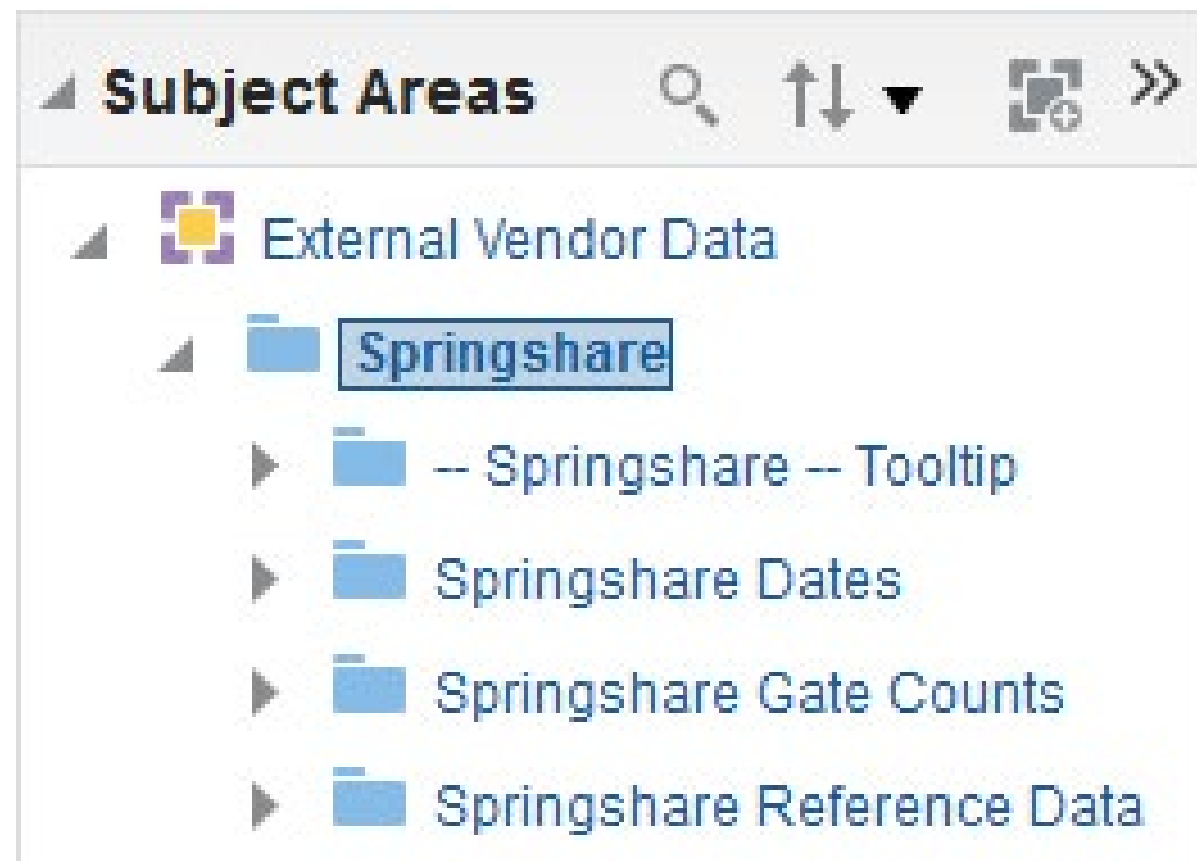 Subject Areas
External Vendor Data
Springshare
-- Springshare -- Tooltip
Springshare Dates
Springshare Gate Counts
Springshare Reference Data